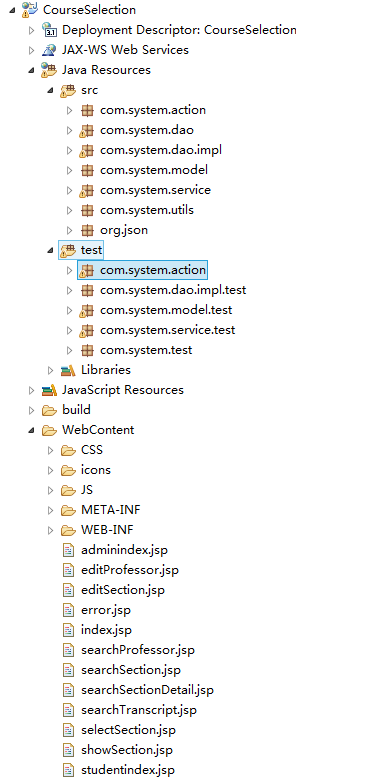 CourseSelection
3.1 Deployment Descriptor: CourseSelection
JAX-WS Web Services
Java Resources
src
com.system.action
com.system.dao
com.system.dao.impl
com.system.model
com.system.service
com.system.utils
org.json
test
com.system.action
com.system.dao.impl.test
com.system.model.test
com.system.service.test
com.system.test
Libraries
JavaScript Resources
build
WebContent
CSS
icons
JS
META-INF
WEB-INF
adminindex.jsp
editProfessor.jsp
editSection.jsp
error.jsp
index.jsp
searchProfessor.jsp
searchSection.jsp
searchSectionDetail.jsp
searchTranscript.jsp
selectSection.jsp
showSection.jsp
studentindex.jsp